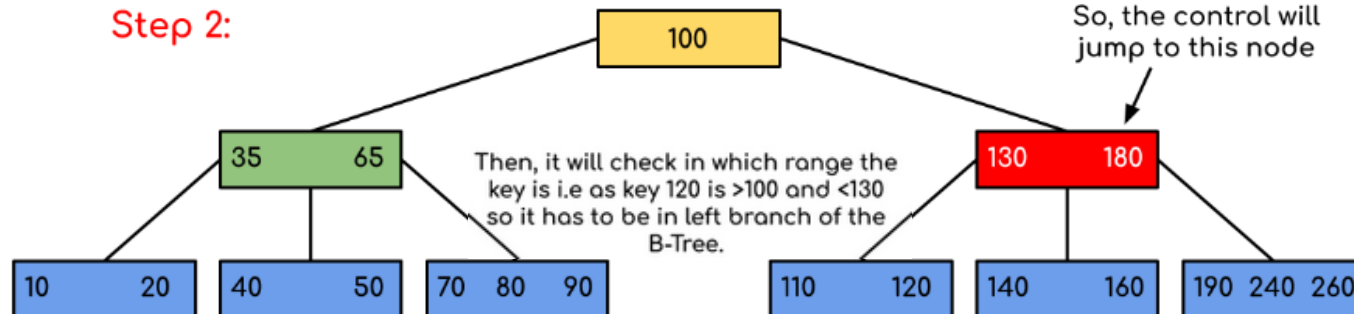 Step 2:
100
So, the control will
jump to this node
35 65
Then, it will check in which range the
key is i.e as key 120 is >100 and <130
so it has to be in left branch of the
B-Tree.
130 180
10 20
40 50
70 80 90
110 120
140 160
190 240 260